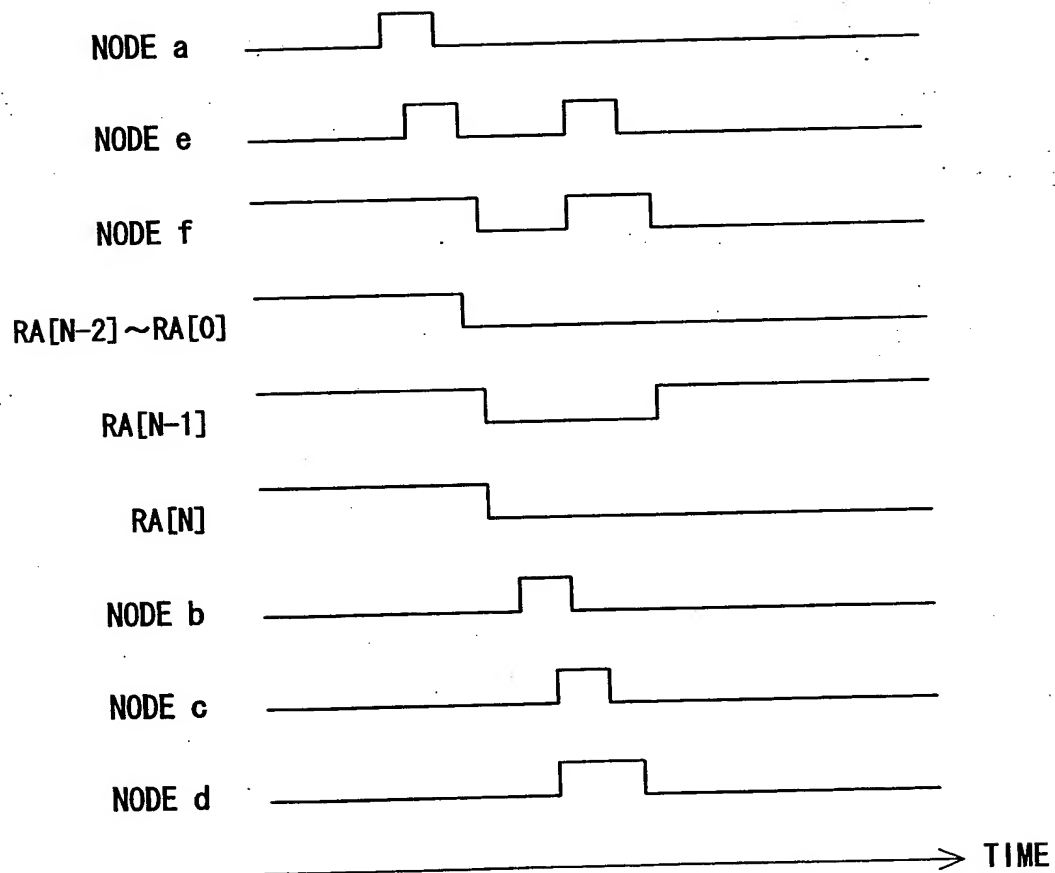 NODE a
NODE e
NODE f
RA[N-2]~RA[0]
RA[N-1]
RA[N]
NODE b
NODE c
NODE d
TIME